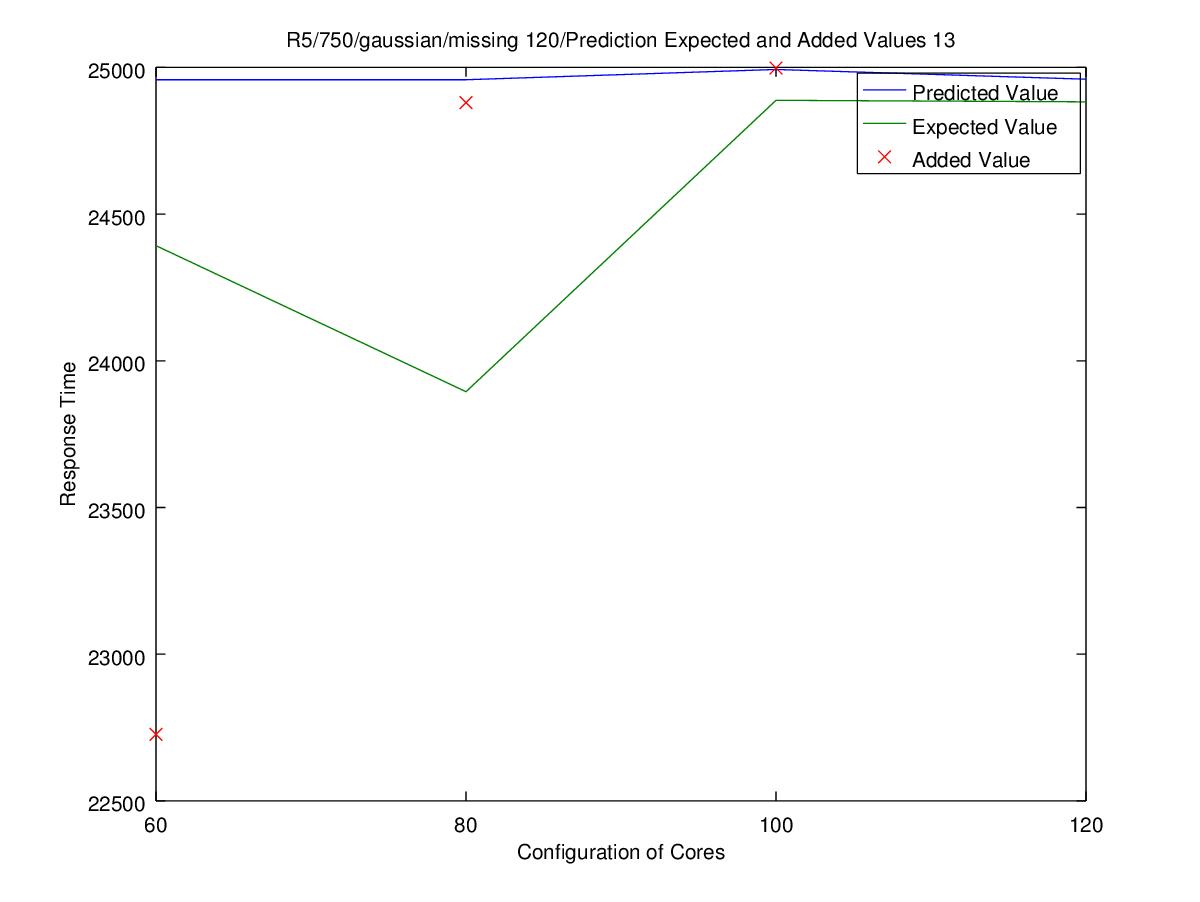 R5/750/gaussian/missing 120/Prediction Expected and Added Values 13
25000
24500
24000
23500
23000
22500
Response Time
60
80
100
120
Configuration of Cores
Predicted Value
Expected Value
Added Value